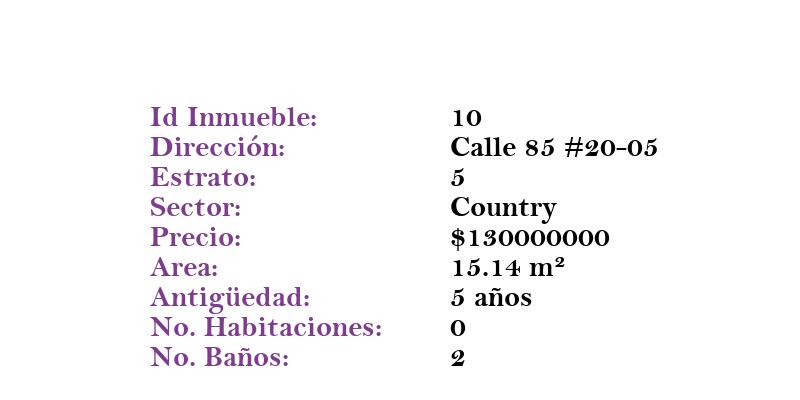 Id Inmueble: 10
Dirección: Calle 85 #20-05
Estrato: 5
Sector: Country
Precio: $130000000
Area: 15.14 m²
Antigüedad: 5 años
No. Habitaciones: 0
No. Baños: 2